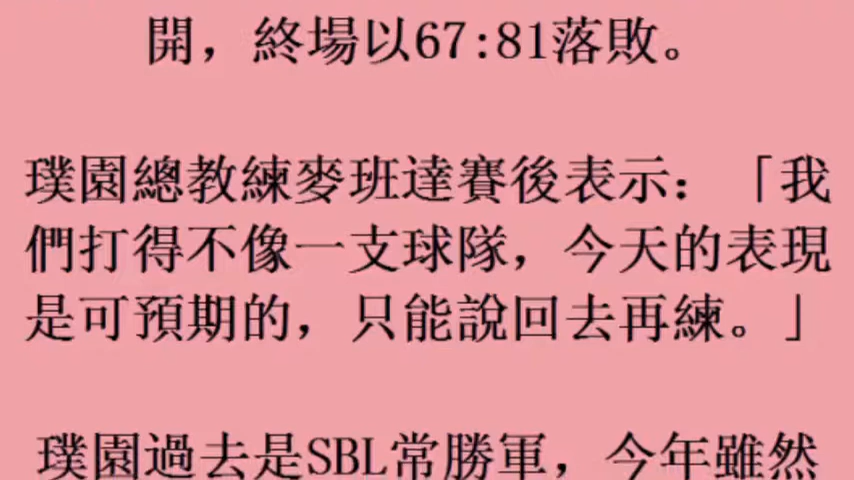 開，終場以67:81落敗。
璞園總教練麥班達賽後表示：「我
們打得不像一支球隊，今天的表現
是可預期的，只能說回去再練。」
璞園過去是SBL常勝軍，今年雖然